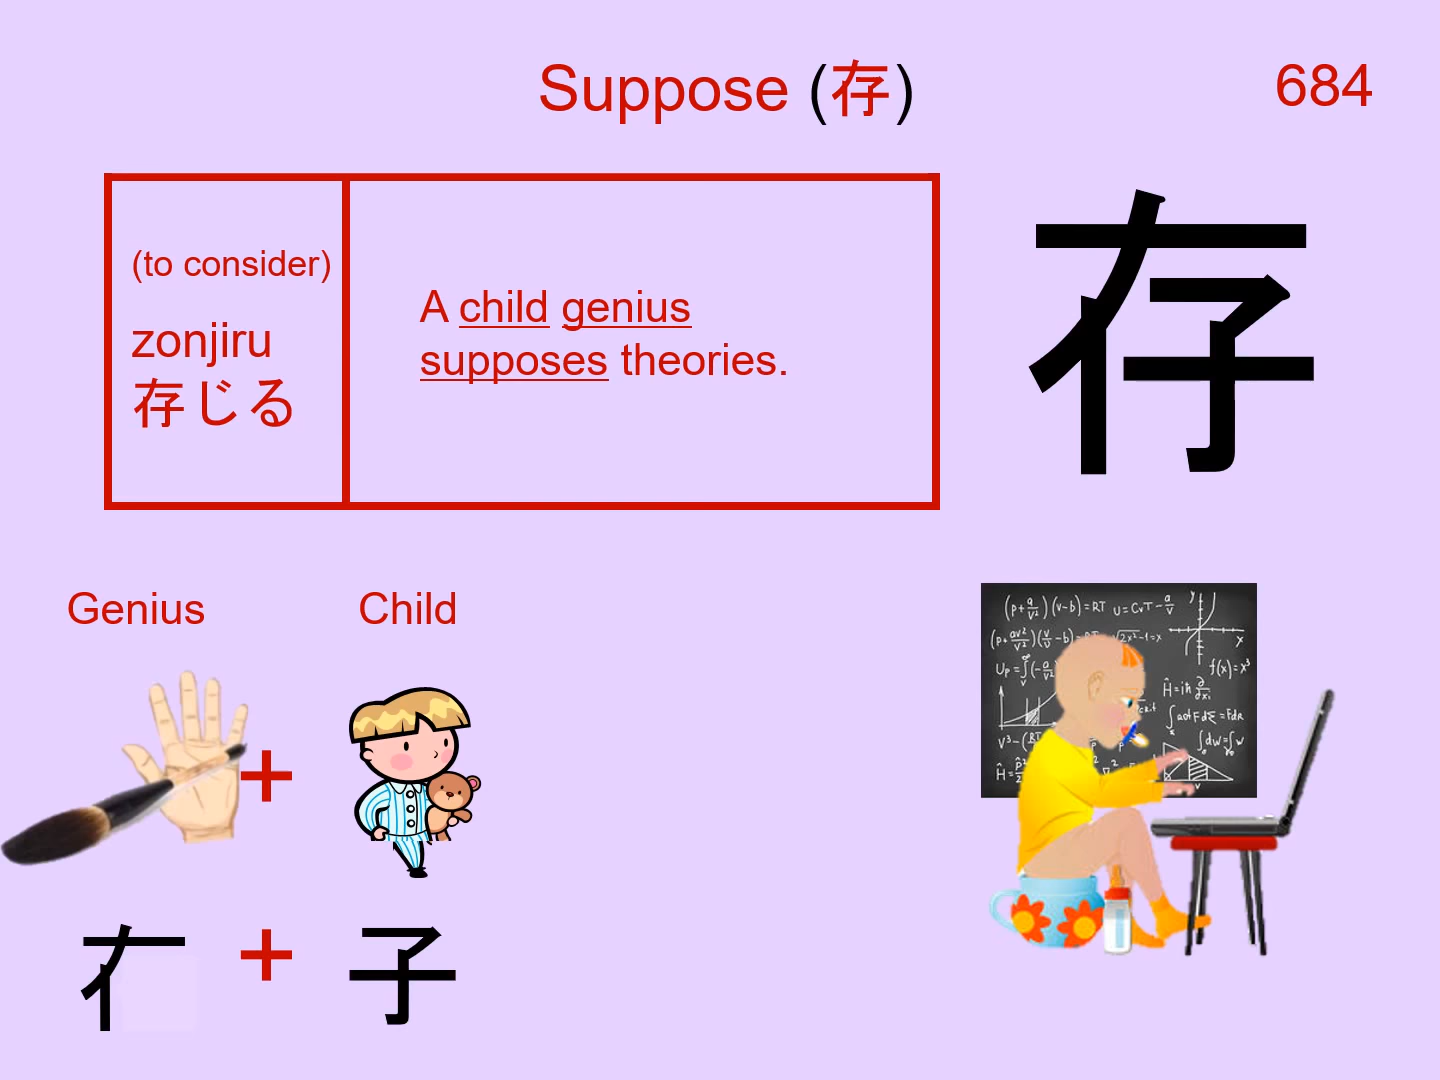 Suppose (存)
684
(to consider)
zonjiru
存じる
A child genius
supposes theories.
存
Genius
Child
+
+
子